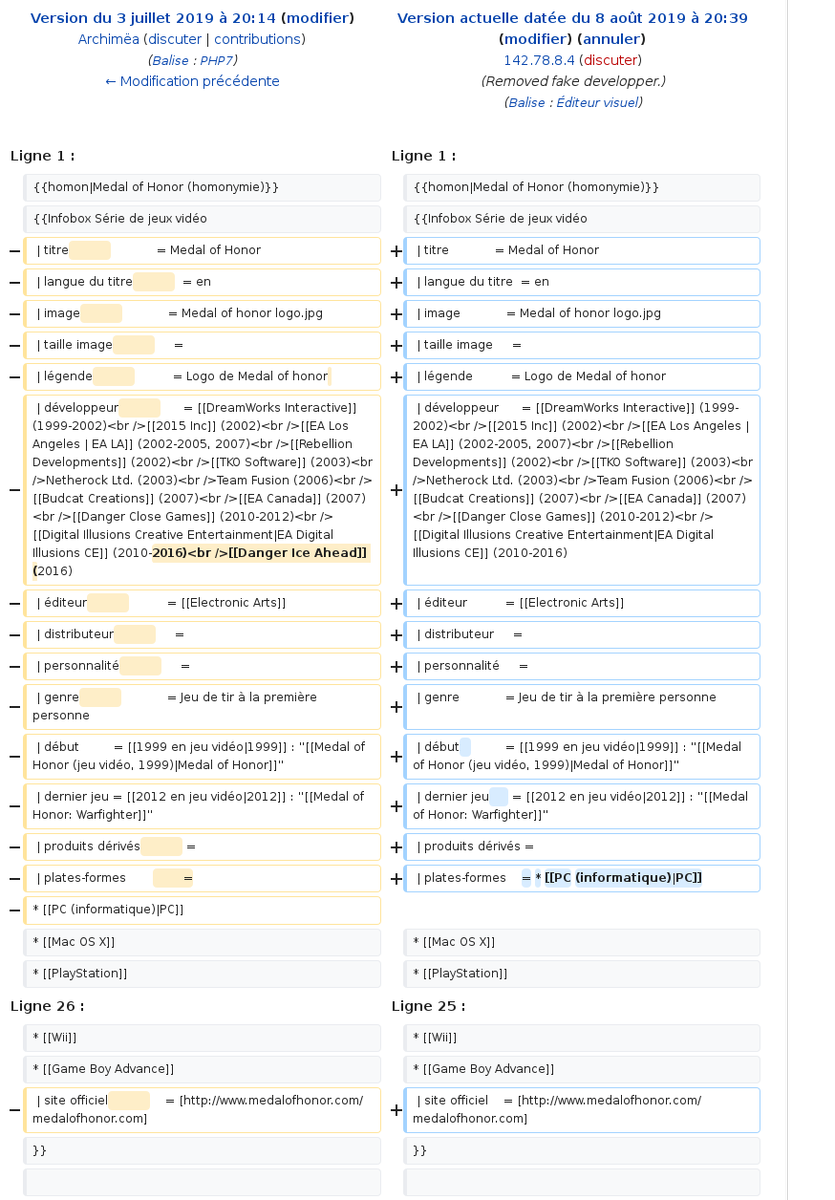 Version du 3 juillet 2019 à 20:14 (modifier)
Archimëa (discuter | contributions)
(Balise : PHP7)
← Modification précédente
Version actuelle datée du 8 août 2019 à 20:39
(modifier) (annuler)
142.78.8.4 (discuter)
(Removed fake developper.)
(Balise : Éditeur visuel)
Ligne 1 :
Ligne 1 :
{{homon|Medal of Honor (homonymie)}}
{{homon|Medal of Honor (homonymie)}}
{{Infobox Série de jeux vidéo
{{Infobox Série de jeux vidéo
− | titre = Medal of Honor
+ | titre = Medal of Honor
− | langue du titre = en
+ | langue du titre = en
− | image = Medal of honor logo.jpg
+ | image = Medal of honor logo.jpg
− | taille image =
+ | taille image =
− | légende = Logo de Medal of honor
+ | légende = Logo de Medal of honor
− | développeur = [[DreamWorks Interactive]]
(1999-2002)<br />[[2015 Inc]] (2002)<br />[[EA Los
Angeles | EA LA]] (2002-2005, 2007)<br />[[Rebellion
Developments]] (2002)<br />[[TKO Software]] (2003)<br
/>Netherock Ltd. (2003)<br />Team Fusion (2006)<br />
[[Budcat Creations]] (2007)<br />[[EA Canada]] (2007)
<br />[[Danger Close Games]] (2010-2012)<br />
[[Digital Illusions Creative Entertainment|EA Digital
Illusions CE]] (2010-2016)<br />[[Danger Ice Ahead]]
(2016)
+ | développeur = [[DreamWorks Interactive]] (1999-
2002)<br />[[2015 Inc]] (2002)<br />[[EA Los Angeles |
EA LA]] (2002-2005, 2007)<br />[[Rebellion
Developments]] (2002)<br />[[TKO Software]] (2003)<br
/>Netherock Ltd. (2003)<br />Team Fusion (2006)<br />
[[Budcat Creations]] (2007)<br />[[EA Canada]] (2007)
<br />[[Danger Close Games]] (2010-2012)<br />
[[Digital Illusions Creative Entertainment|EA Digital
Illusions CE]] (2010-2016)
− | éditeur = [[Electronic Arts]]
+ | éditeur = [[Electronic Arts]]
− | distributeur =
+ | distributeur =
− | personnalité =
+ | personnalité =
− | genre = Jeu de tir à la première
personne
+ | genre = Jeu de tir à la première personne
− | début = [[1999 en jeu vidéo|1999]] : ''[[Medal of
Honor (jeu vidéo, 1999)|Medal of Honor]]''
+ | début = [[1999 en jeu vidéo|1999]] : ''[[Medal
of Honor (jeu vidéo, 1999)|Medal of Honor]]''
− | dernier jeu = [[2012 en jeu vidéo|2012]] : ''[[Medal of
Honor: Warfighter]]''
+ | dernier jeu = [[2012 en jeu vidéo|2012]] : ''[[Medal
of Honor: Warfighter]]''
− | produits dérivés =
+ | produits dérivés =
− | plates-formes =
+ | plates-formes = * [[PC (informatique)|PC]]
− * [[PC (informatique)|PC]]
* [[Mac OS X]]
* [[Mac OS X]]
* [[PlayStation]]
* [[PlayStation]]
Ligne 26 :
Ligne 25 :
* [[Wii]]
* [[Wii]]
* [[Game Boy Advance]]
* [[Game Boy Advance]]
− | site officiel = [http://www.medalofhonor.com/
medalofhonor.com]
+ | site officiel = [http://www.medalofhonor.com/
medalofhonor.com]
}}
}}